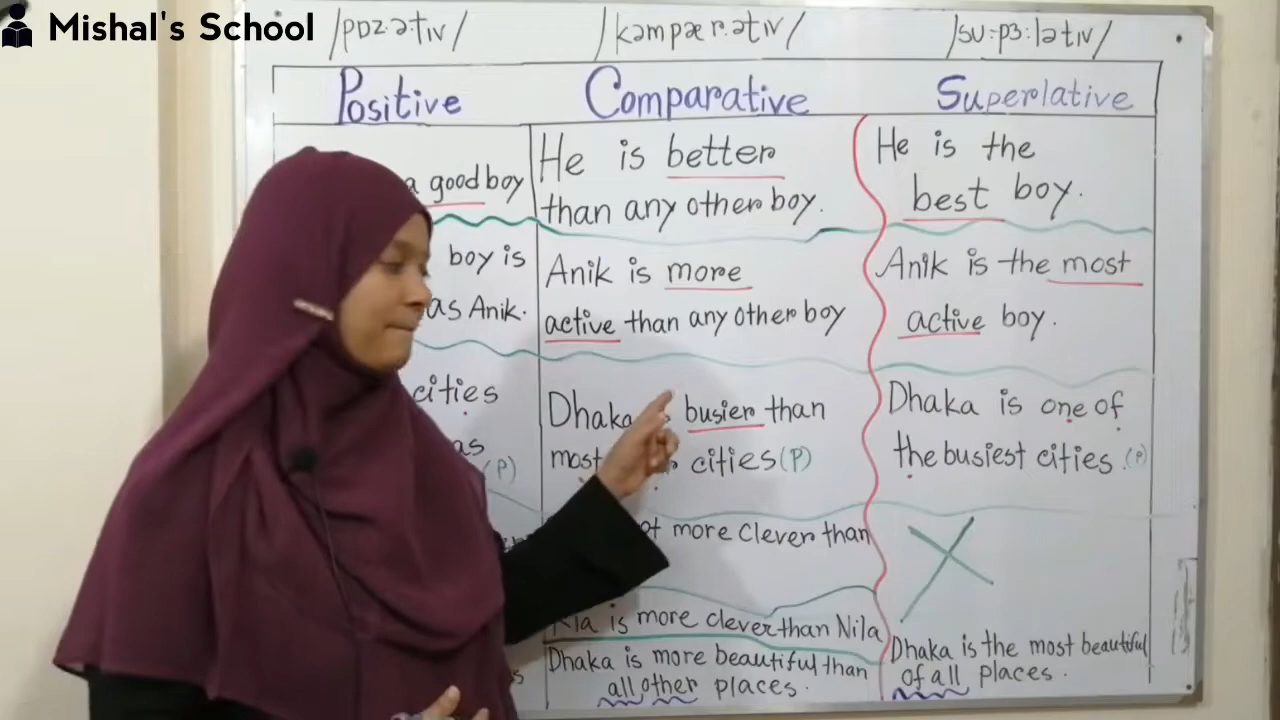 Mishal's School
/pɒz.ə.tɪv/
/kəmpær.ətɪv/
/su:pɜ:lətɪv/
Positive
Comparative
Superlative
a good boy
He is better
than any other boy.
He is the
best boy.
boy is
as Anik.
Anik is more
active than any other boy
Anik is the most
active boy.
cities
as
(P)
Dhaka busier than
most cities (P)
Dhaka is one of
the busiest cities. (P)
more clever than
is more clever than Nila
Dhaka is more beautiful than
all other places.
Dhaka is the most beautiful
of all places.